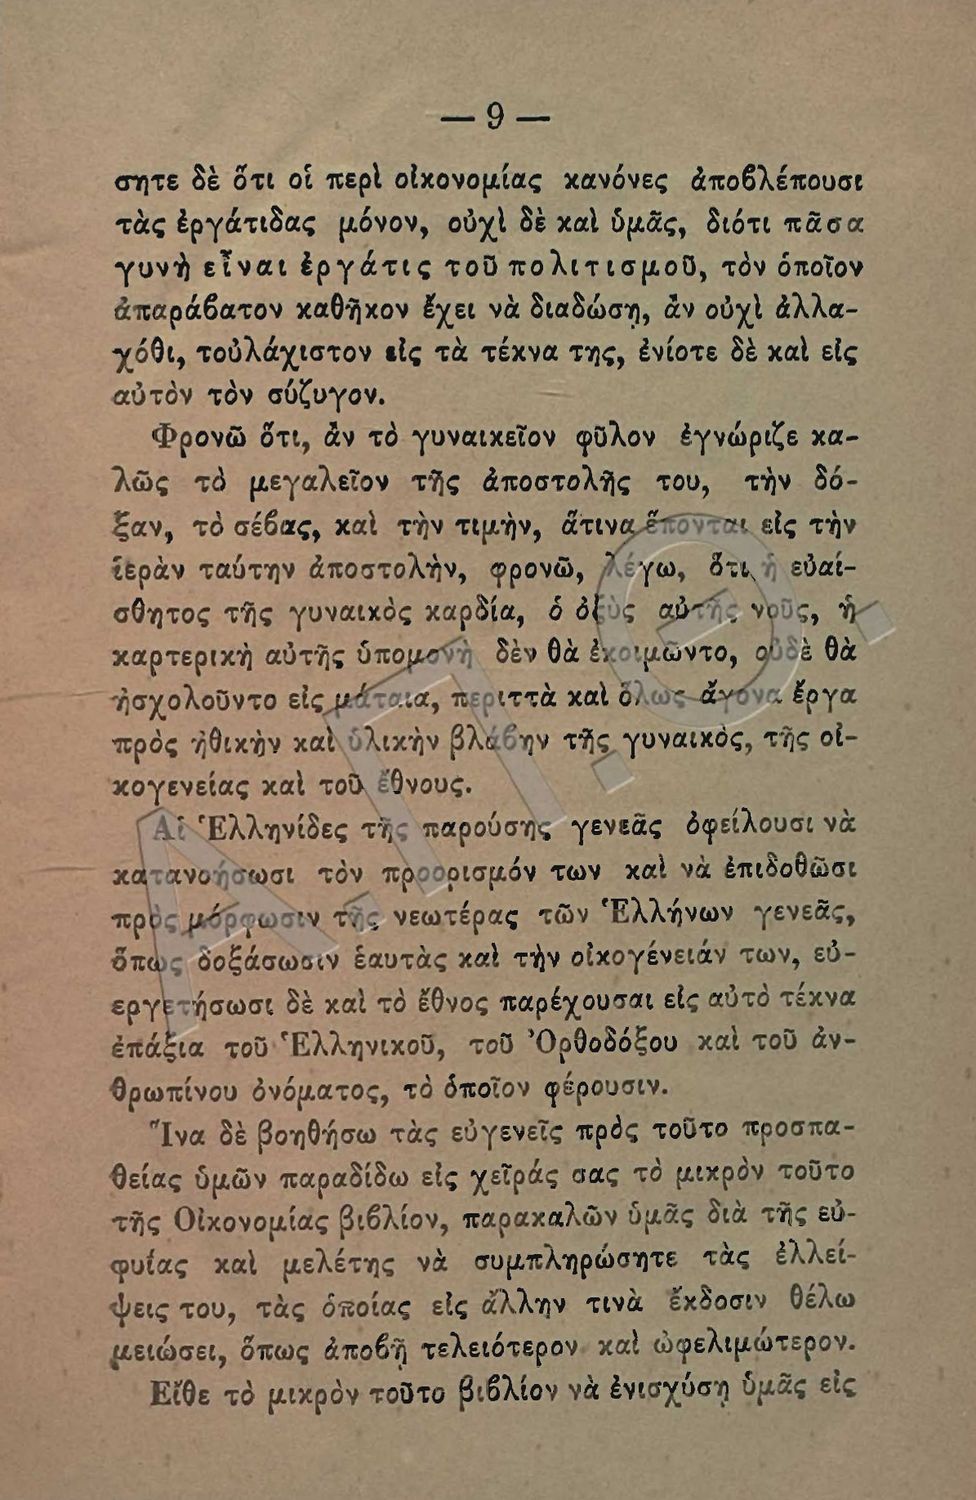 — 9 —
σητε δὲ ὅτι οἱ περὶ οἰκονομίας κανόνες ἀποβλέπουσι
τὰς ἐργάτιδας μόνον, οὐχὶ δὲ καὶ ὑμᾶς, διότι πᾶσα
γυνὴ εἶναι ἐργάτις τοῦ πολιτισμοῦ, τὸν ὁποῖον
ἀπαράβατον καθῆκον ἔχει νὰ διαδώσῃ, ἂν οὐχὶ ἀλλα-
χόθι, τοὐλάχιστον εἰς τὰ τέκνα της, ἐνίοτε δὲ καὶ εἰς
αὐτὸν τὸν σύζυγον.
Φρονῶ ὅτι, ἂν τὸ γυναικεῖον φῦλον ἐγνώριζε κα-
λῶς τὸ μεγαλεῖον τῆς ἀποστολῆς του, τὴν δό-
ξαν, τὸ σέβας, καὶ τὴν τιμὴν, ἅτινα ἕπονται εἰς τὴν
ἱερὰν ταύτην ἀποστολὴν, φρονῶ, λέγω, ὅτι ἡ εὐαί-
σθητος τῆς γυναικὸς καρδία, ὁ ὀξὺς αὐτῆς νοῦς, ἡ
καρτερικὴ αὐτῆς ὑπομονὴ δὲν θὰ ἐκοιμῶντο, οὐδὲ θὰ
ἠσχολοῦντο εἰς μάταια, περιττὰ καὶ ὅλως ἄγονα ἔργα
πρὸς ἠθικὴν καὶ ὑλικὴν βλάβην τῆς γυναικὸς, τῆς οἰ-
κογενείας καὶ τοῦ ἔθνους.
Αἱ Ἑλληνίδες τῆς παρούσης γενεᾶς ὀφείλουσι νὰ
κατανοήσωσι τὸν προορισμόν των καὶ νὰ ἐπιδοθῶσι
πρὸς μόρφωσιν τῆς νεωτέρας τῶν Ἑλλήνων γενεᾶς,
ὅπως δοξάσωσιν ἑαυτὰς καὶ τὴν οἰκογένειάν των, εὐ-
εργετήσωσι δὲ καὶ τὸ ἔθνος παρέχουσαι εἰς αὐτὸ τέκνα
ἐπάξια τοῦ Ἑλληνικοῦ, τοῦ Ὀρθοδόξου καὶ τοῦ ἀν-
θρωπίνου ὀνόματος, τὸ ὁποῖον φέρουσιν.
Ἵνα δὲ βοηθήσω τὰς εὐγενεῖς πρὸς τοῦτο προσπα-
θείας ὑμῶν παραδίδω εἰς χεῖράς σας τὸ μικρὸν τοῦτο
τῆς Οἰκονομίας βιβλίον, παρακαλῶν ὑμᾶς διὰ τῆς εὐ-
φυΐας καὶ μελέτης νὰ συμπληρώσητε τὰς ἐλλεί-
ψεις του, τὰς ὁποίας εἰς ἄλλην τινὰ ἔκδοσιν θέλω
μειώσει, ὅπως ἀποβῇ τελειότερον καὶ ὠφελιμώτερον.
Εἴθε τὸ μικρὸν τοῦτο βιβλίον νὰ ἐνισχύσῃ ὑμᾶς εἰς